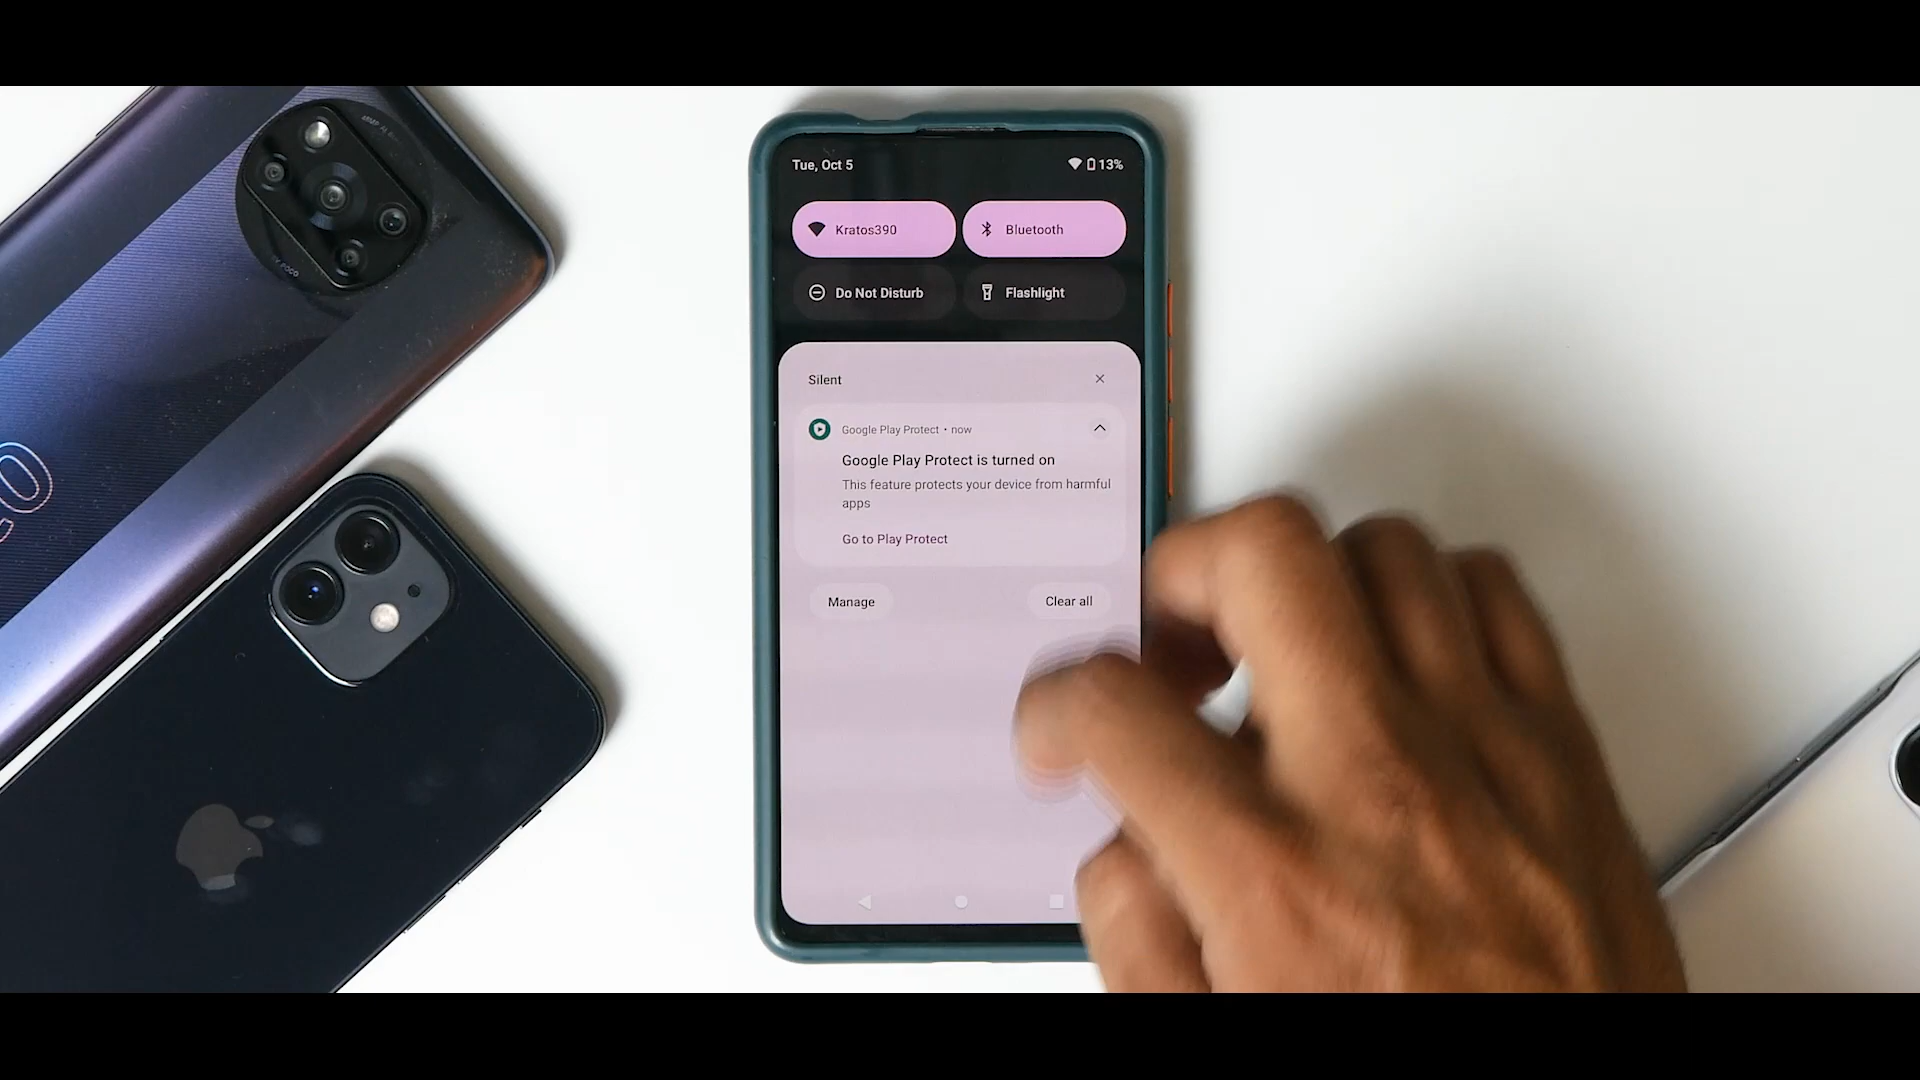 Tue, Oct 5
13%
Kratos390
Bluetooth
Do Not Disturb
Flashlight
Silent
Google Play Protect • now
Google Play Protect is turned on
This feature protects your device from harmful
apps
Go to Play Protect
Manage
Clear all
POCO